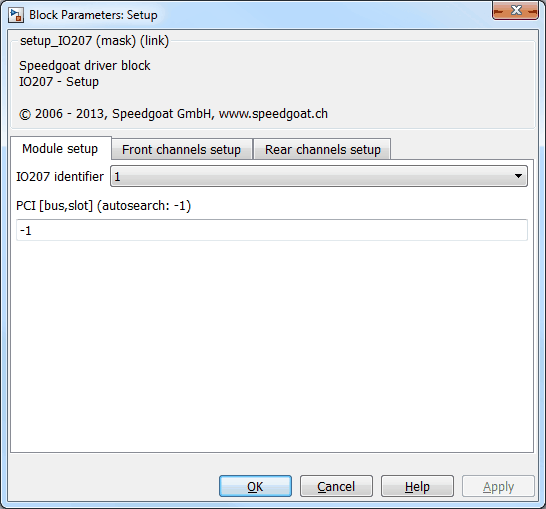 Block Parameters: Setup
setup_IO207 (mask) (link)
Speedgoat driver block
IO207 - Setup
© 2006 - 2013, Speedgoat GmbH, www.speedgoat.ch
Module setup Front channels setup Rear channels setup
IO207 identifier 1
PCI [bus,slot] (autosearch: -1)
-1
OK Cancel Help Apply